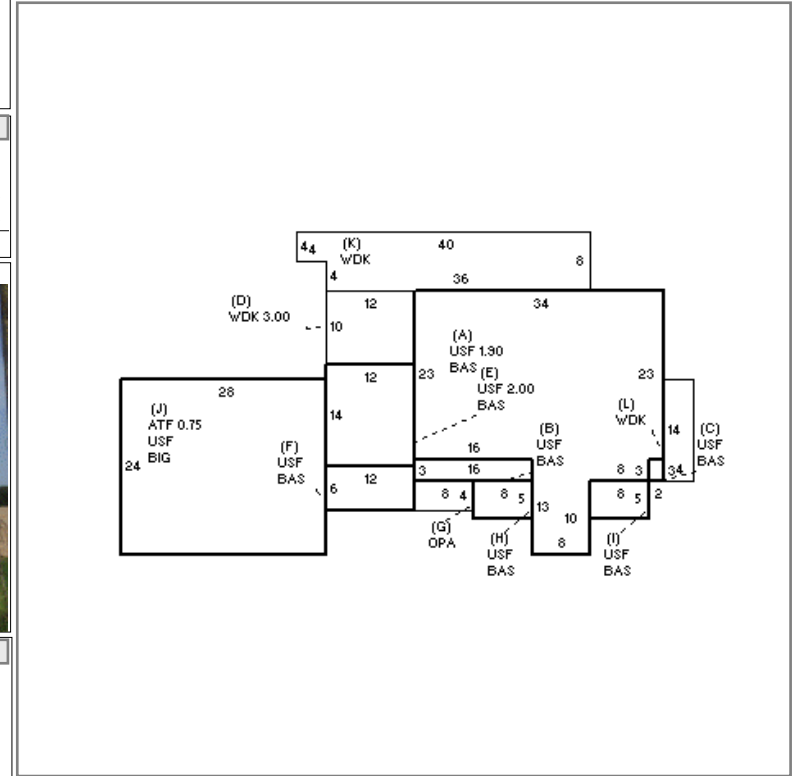 4 4 (K) 40
WDK 8
4 36
(D) 12 34
WDK 3.00
10 (A)
USF 1.90
BAS (E)
12 23 USF 2.00 23
28 BAS
(J) (L)
ATF 0.75 14 WDK 14 (C)
USF (B) USF
BIG (F) 16 USF BAS
24 USF 3 16 BAS 8 3 34
BAS 12
6 8 4 8 5 13 8 5 2
(G) 10
OPA (H) 8 (I)
USF USF
BAS BAS